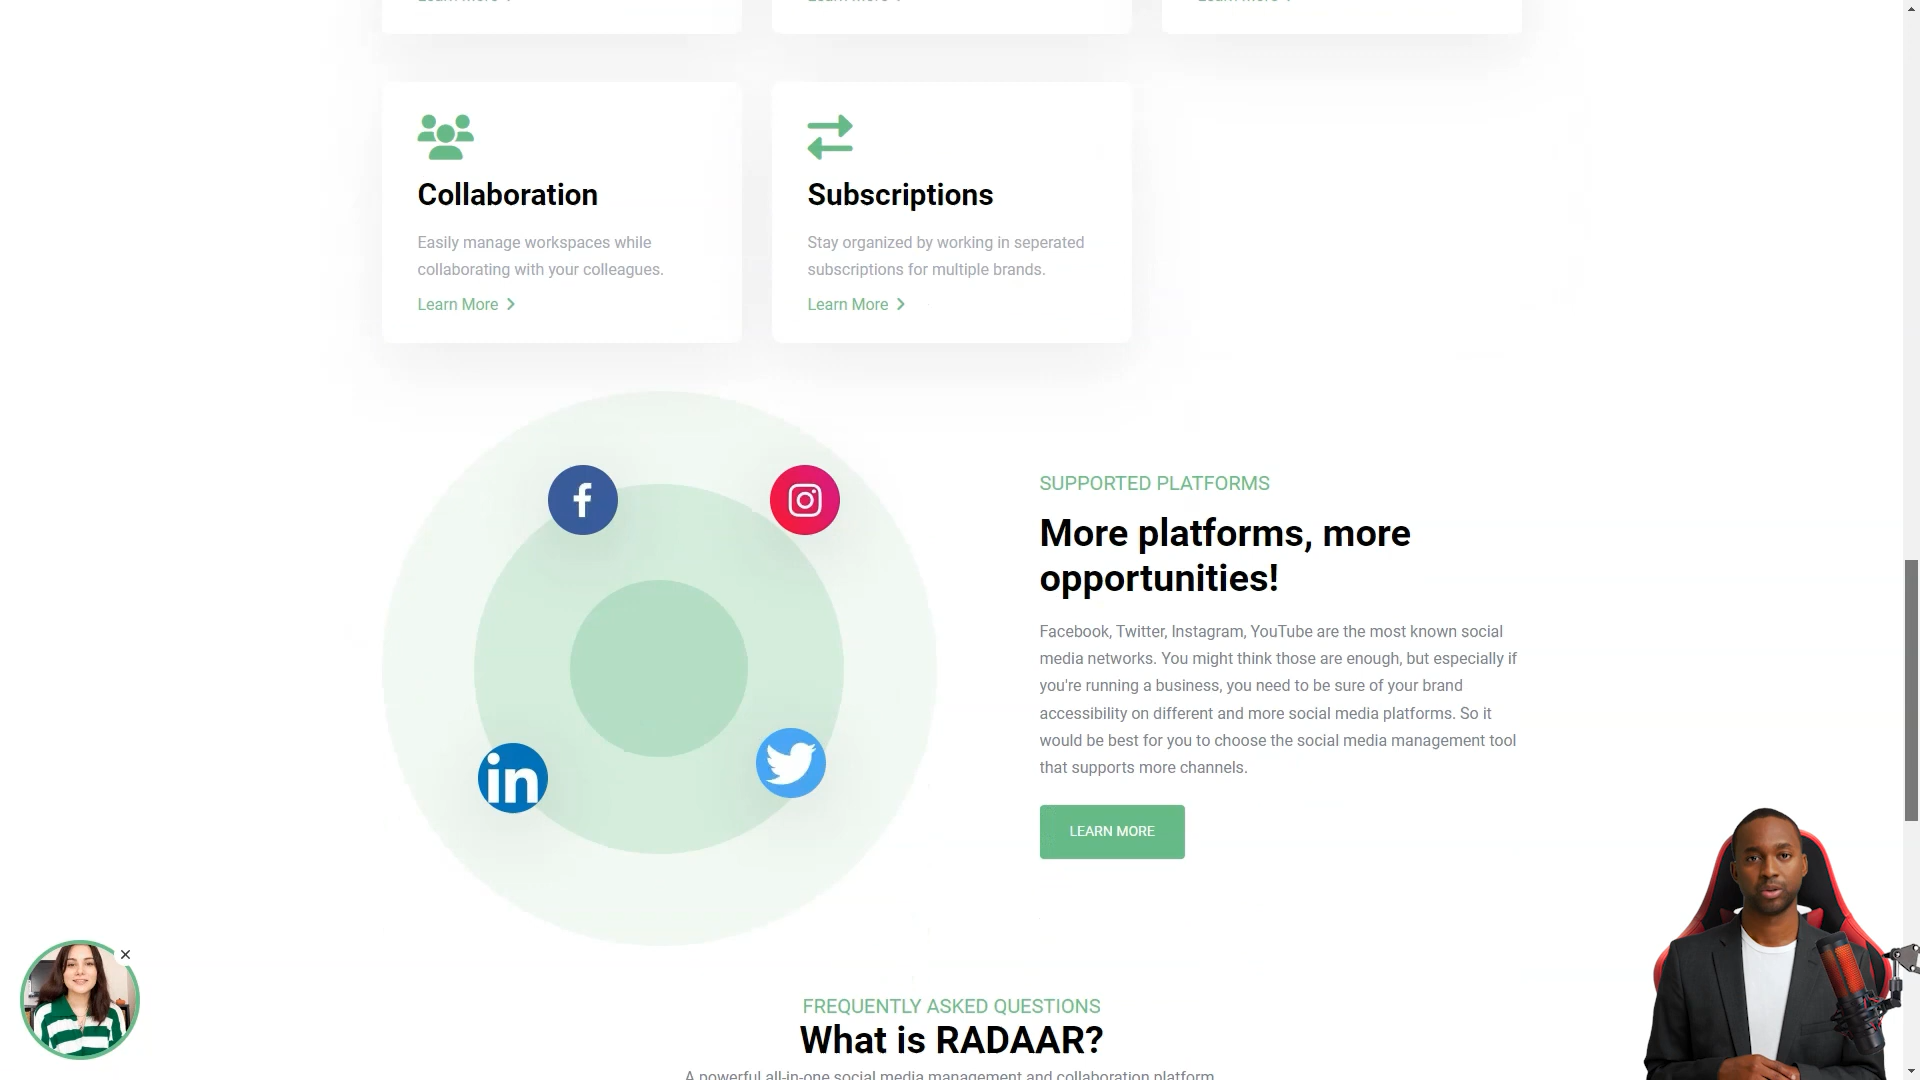 Collaboration
Easily manage workspaces while
collaborating with your colleagues.
Learn More
Subscriptions
Stay organized by working in seperated
subscriptions for multiple brands.
Learn More
SUPPORTED PLATFORMS
More platforms, more
opportunities!
Facebook, Twitter, Instagram, YouTube are the most known social
media networks. You might think those are enough, but especially if
you're running a business, you need to be sure of your brand
accessibility on different and more social media platforms. So it
would be best for you to choose the social media management tool
that supports more channels.
LEARN MORE
in
FREQUENTLY ASKED QUESTIONS
What is RADAAR?
A powerful all-in-one social media management and collaboration platform